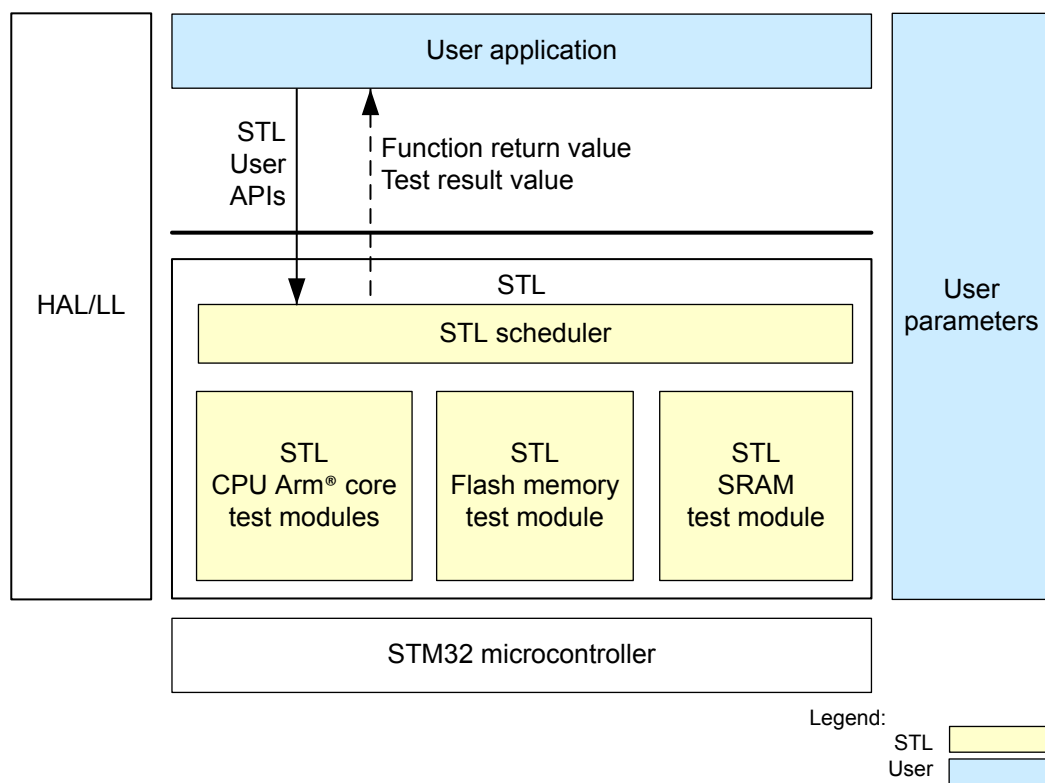 User application
STL
User
APIs
Function return value
Test result value
HAL/LL
STL
STL scheduler
User
parameters
STL
CPU Arm® core
test modules
STL
Flash memory
test module
STL
SRAM
test module
STM32 microcontroller
Legend:
STL
User